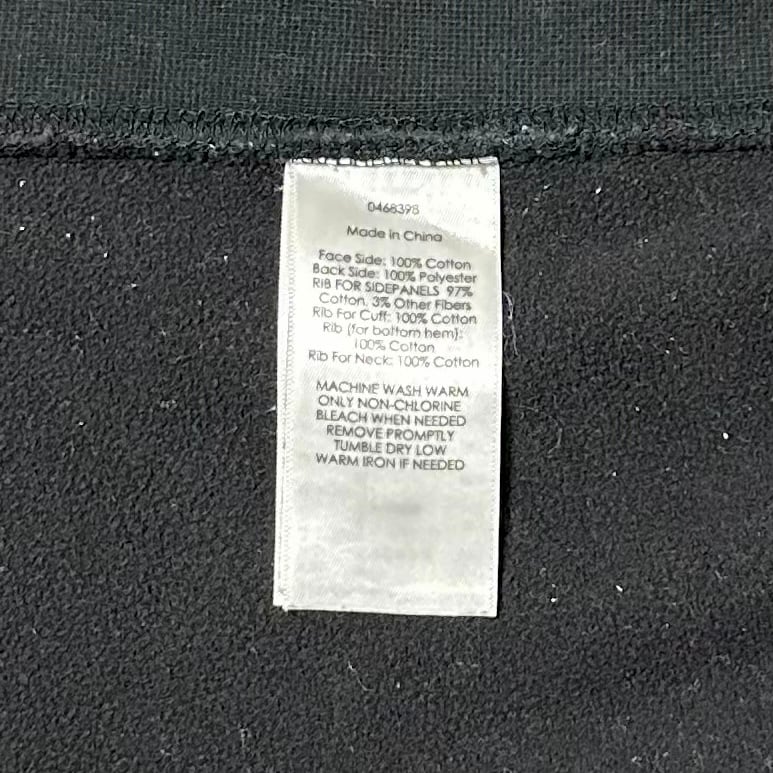 0468398
Made in China
Face Side: 100% Cotton
Back Side: 100% Polyester
RIB FOR SIDEPANELS 97%
Cotton, 3% Other Fibers
Rib For Cuff: 100% Cotton
Rib (for bottom hem):
100% Cotton
Rib For Neck: 100% Cotton
MACHINE WASH WARM
ONLY NON-CHLORINE
BLEACH WHEN NEEDED
REMOVE PROMPTLY
TUMBLE DRY LOW
WARM IRON IF NEEDED